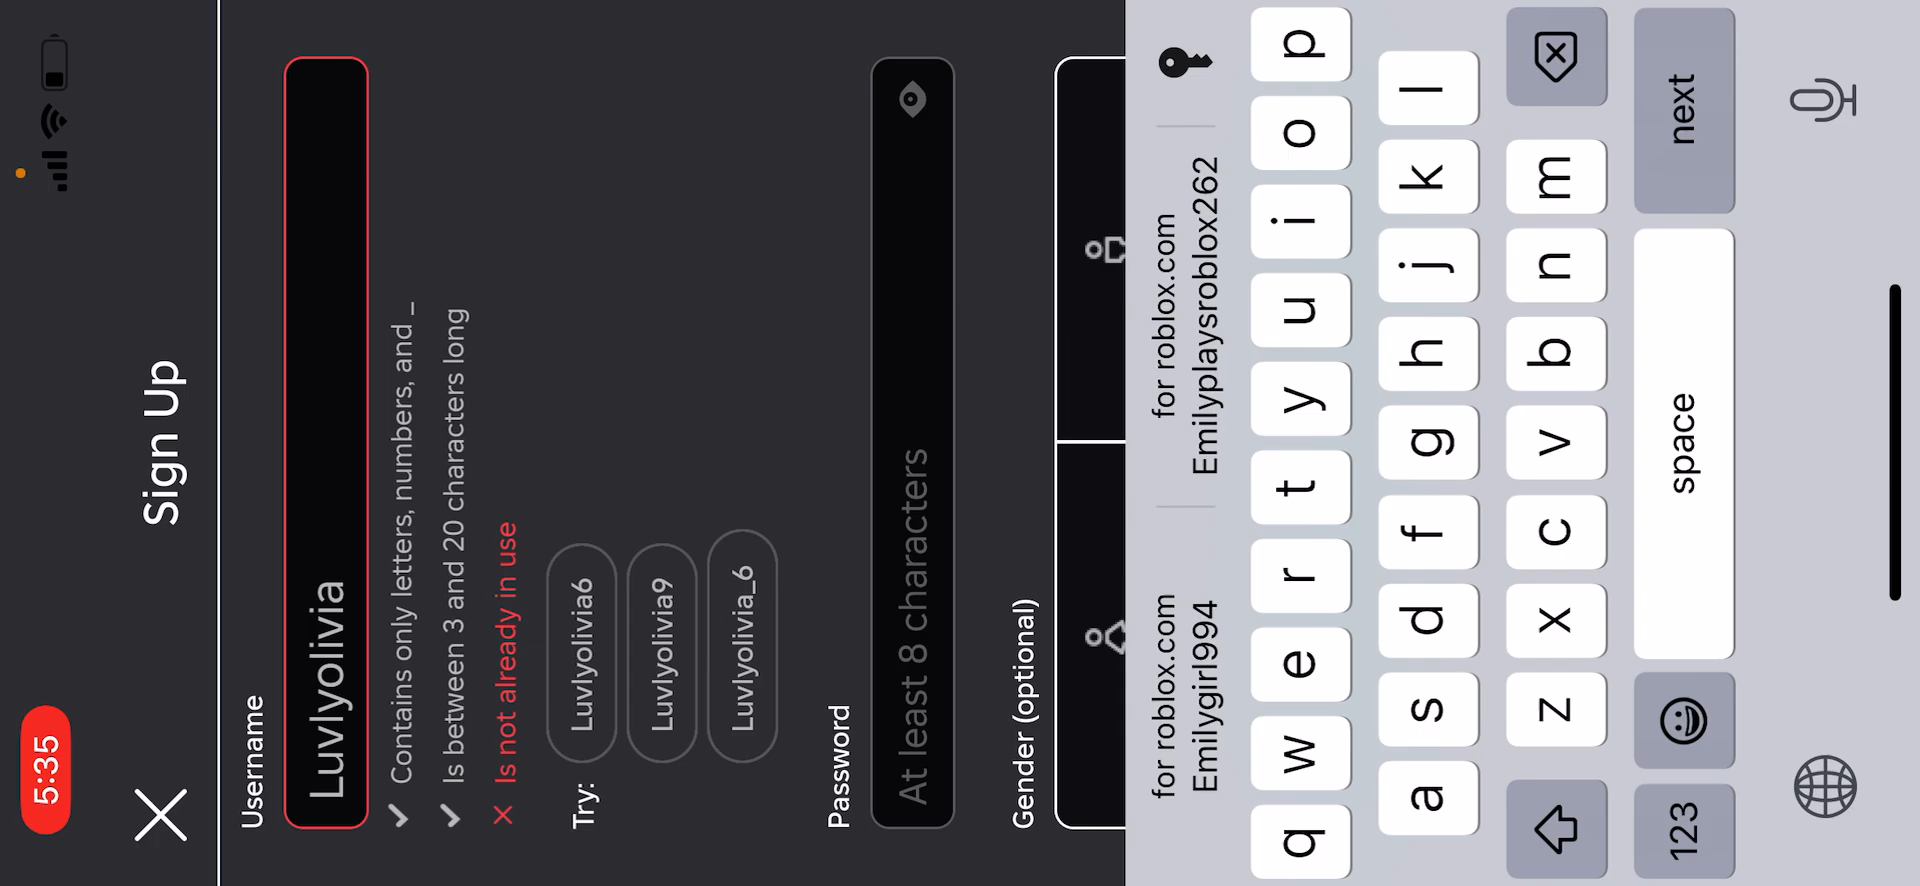 5:35
Sign Up
Username
Luvlyolivia
Contains only letters, numbers, and _
Is between 3 and 20 characters long
Is not already in use
Try:
Luvlyolivia6
Luvlyolivia9
Luvlyolivia_6
Password
At least 8 characters
Gender (optional)
for roblox.com
Emilygirl994
for roblox.com
Emilyplaysroblox262
q w e r t y u i o p
a s d f g h j k l
z x c v b n m
123 space next